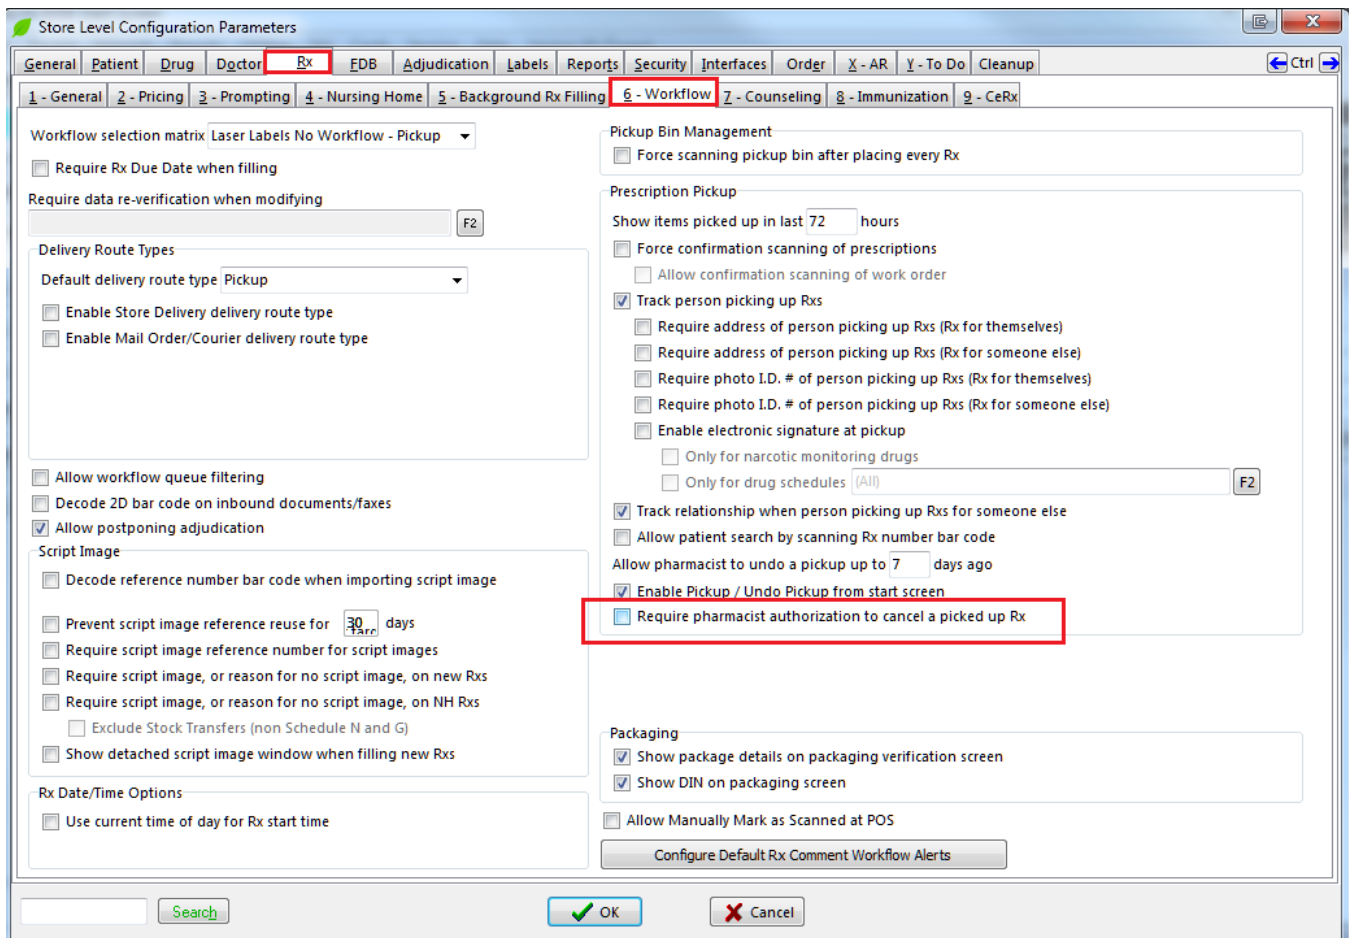 Store Level Configuration Parameters
General Patient Drug Doctor Rx FDB Adjudication Labels Reports Security Interfaces Order X - AR Y - To Do Cleanup Ctrl
1 - General 2 - Pricing 3 - Prompting 4 - Nursing Home 5 - Background Rx Filling 6 - Workflow 7 - Counseling 8 - Immunization 9 - CeRx
Workflow selection matrix Laser Labels No Workflow - Pickup
Require Rx Due Date when filling
Require data re-verification when modifying
F2
Delivery Route Types
Default delivery route type Pickup
Enable Store Delivery delivery route type
Enable Mail Order/Courier delivery route type
Allow workflow queue filtering
Decode 2D bar code on inbound documents/faxes
Allow postponing adjudication
Script Image
Decode reference number bar code when importing script image
Prevent script image reference reuse for 30 days
Require script image reference number for script images
Require script image, or reason for no script image, on new Rxs
Require script image, or reason for no script image, on NH Rxs
Exclude Stock Transfers (non Schedule N and G)
Show detached script image window when filling new Rxs
Rx Date/Time Options
Use current time of day for Rx start time
Pickup Bin Management
Force scanning pickup bin after placing every Rx
Prescription Pickup
Show items picked up in last 72 hours
Force confirmation scanning of prescriptions
Allow confirmation scanning of work order
Track person picking up Rxs
Require address of person picking up Rxs (Rx for themselves)
Require address of person picking up Rxs (Rx for someone else)
Require photo I.D. # of person picking up Rxs (Rx for themselves)
Require photo I.D. # of person picking up Rxs (Rx for someone else)
Enable electronic signature at pickup
Only for narcotic monitoring drugs
Only for drug schedules (All) F2
Track relationship when person picking up Rxs for someone else
Allow patient search by scanning Rx number bar code
Allow pharmacist to undo a pickup up to 7 days ago
Enable Pickup / Undo Pickup from start screen
Require pharmacist authorization to cancel a picked up Rx
Packaging
Show package details on packaging verification screen
Show DIN on packaging screen
Allow Manually Mark as Scanned at POS
Configure Default Rx Comment Workflow Alerts
Search OK Cancel